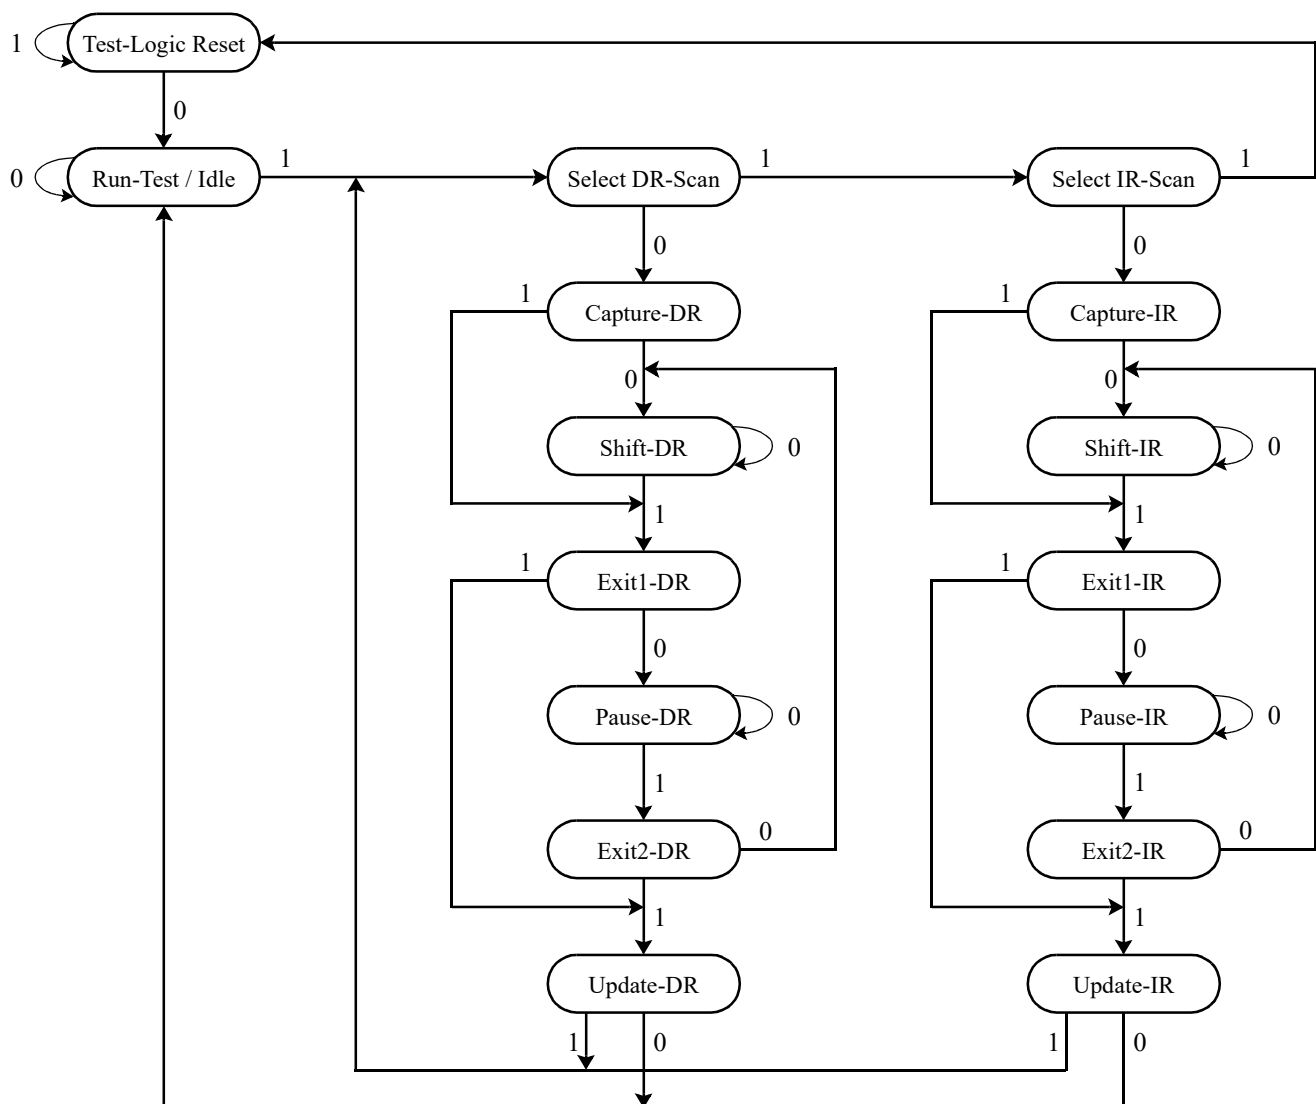 1
Test-Logic Reset
0
0
Run-Test / Idle
1
Select DR-Scan
1
Select IR-Scan
1
0
0
1
Capture-DR
1
Capture-IR
0
0
Shift-DR
0
Shift-IR
0
1
1
1
Exit1-DR
1
Exit1-IR
0
0
Pause-DR
0
Pause-IR
0
1
1
Exit2-DR
0
Exit2-IR
0
1
1
Update-DR
Update-IR
1
0
1
0